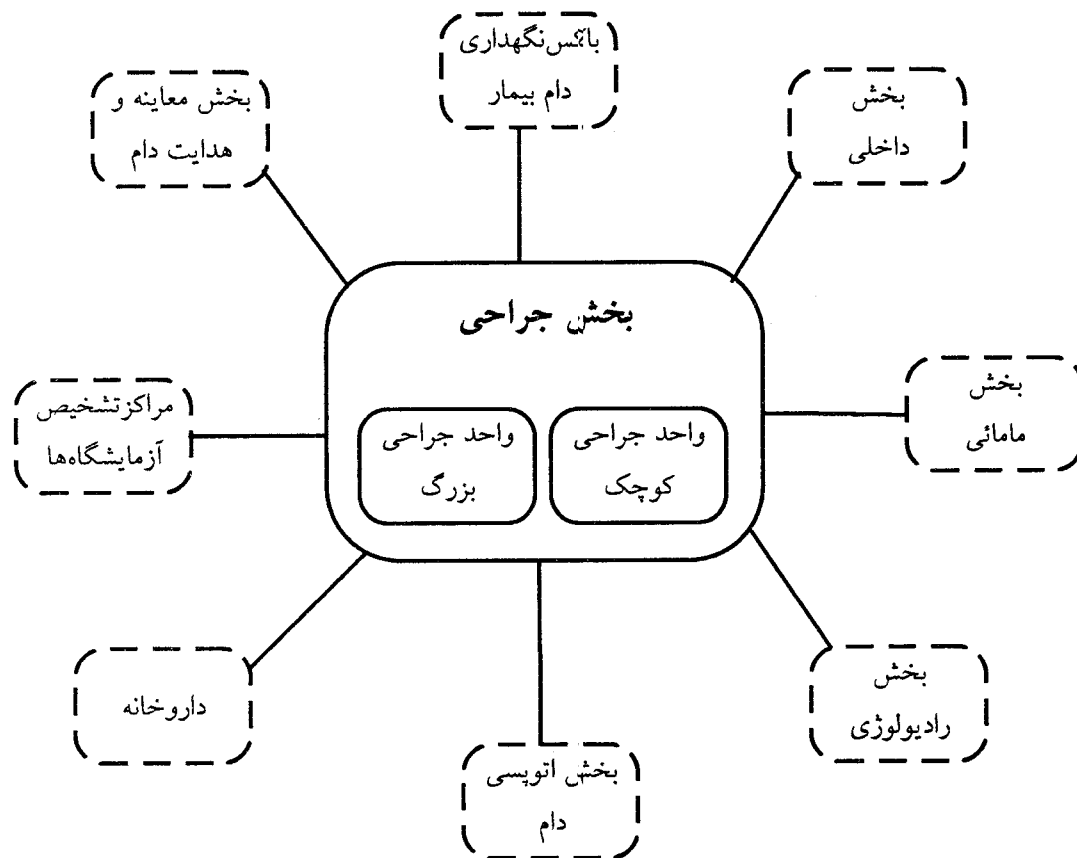 باکس نگهداری
دام بیمار
بخش
داخلی
بخش معاینه و
هدایت دام
بخش جراحی
بخش
مامائی
مراکز تشخیص
آزمایشگاه‌ها
واحد جراحی
کوچک
واحد جراحی
بزرگ
بخش
رادیولوژی
داروخانه
بخش اتوپسی
دام